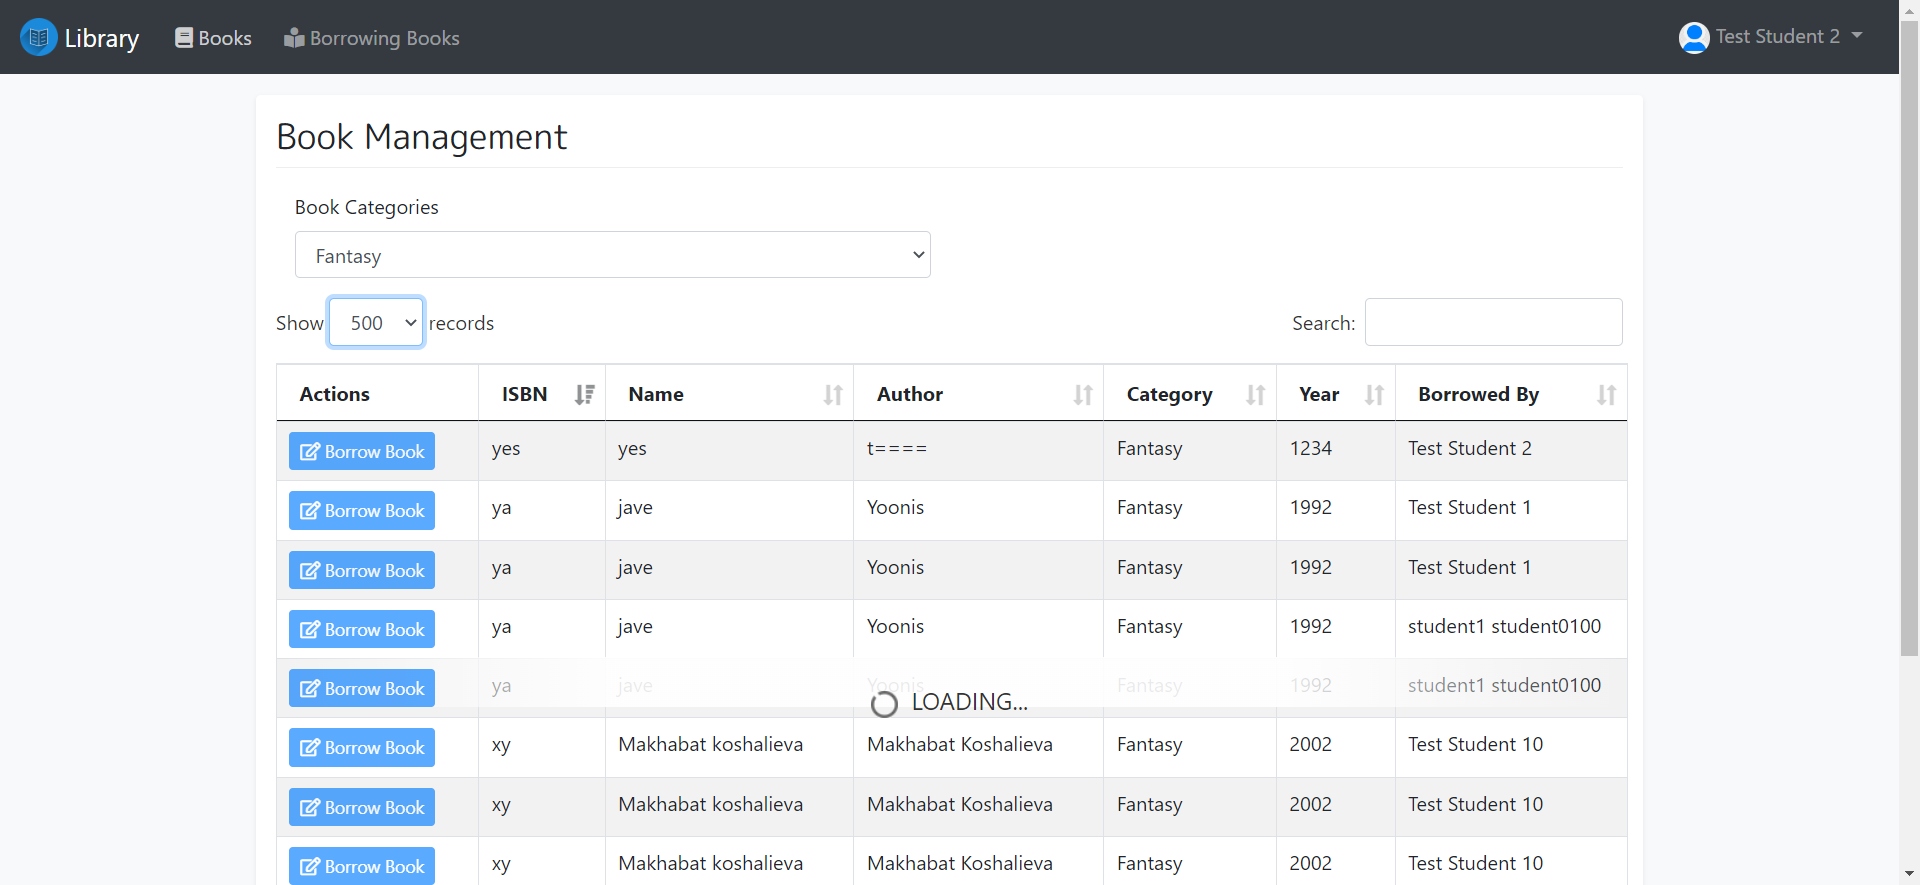 Library Books Borrowing Books Test Student 2
Book Management
Book Categories
Fantasy
Show 500 records Search:
Actions ISBN Name Author Category Year Borrowed By
Borrow Book yes yes t==== Fantasy 1234 Test Student 2
Borrow Book ya jave Yoonis Fantasy 1992 Test Student 1
Borrow Book ya jave Yoonis Fantasy 1992 Test Student 1
Borrow Book ya jave Yoonis Fantasy 1992 student1 student0100
Borrow Book ya jave Yoonis Fantasy 1992 student1 student0100
LOADING...
Borrow Book xy Makhabat koshalieva Makhabat Koshalieva Fantasy 2002 Test Student 10
Borrow Book xy Makhabat koshalieva Makhabat Koshalieva Fantasy 2002 Test Student 10
Borrow Book xy Makhabat koshalieva Makhabat Koshalieva Fantasy 2002 Test Student 10